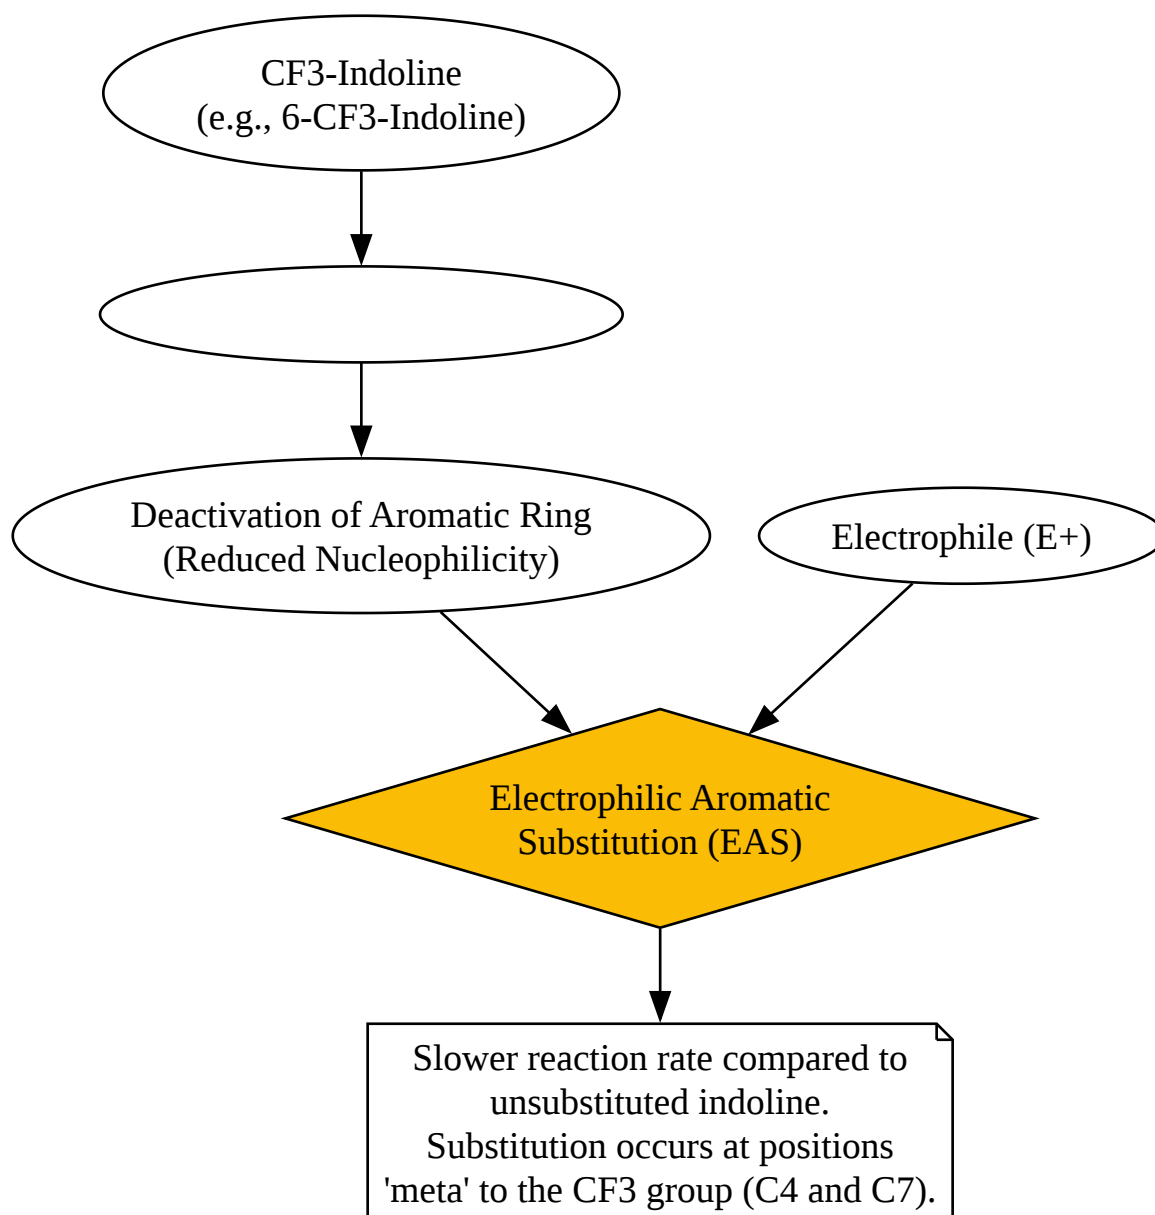 CF3-Indoline
(e.g., 6-CF3-Indoline)
Deactivation of Aromatic Ring
(Reduced Nucleophilicity)
Electrophile (E+)
Electrophilic Aromatic
Substitution (EAS)
Slower reaction rate compared to
unsubstituted indoline.
Substitution occurs at positions
'meta' to the CF3 group (C4 and C7).